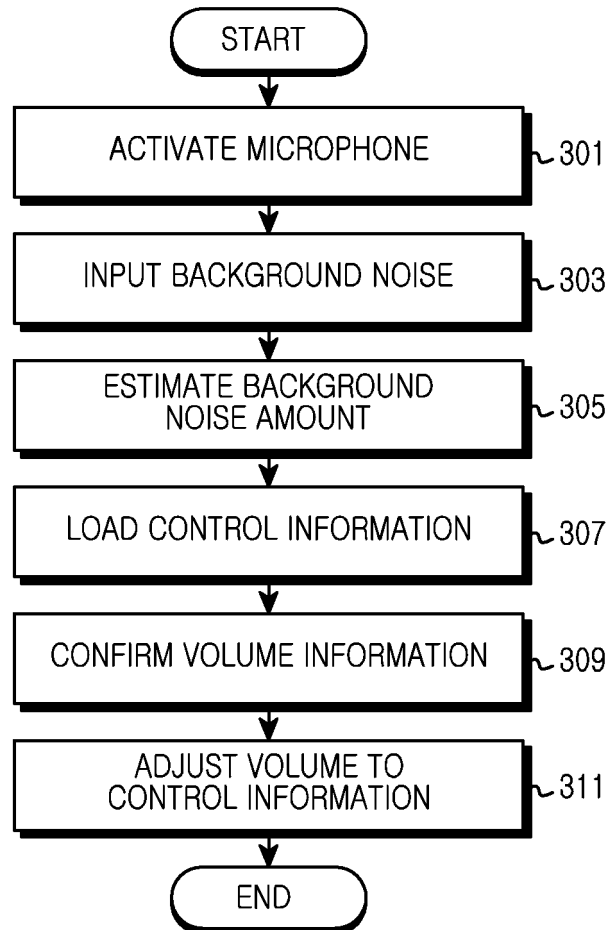 START
ACTIVATE MICROPHONE
301
INPUT BACKGROUND NOISE
303
ESTIMATE BACKGROUND
NOISE AMOUNT
305
LOAD CONTROL INFORMATION
307
CONFIRM VOLUME INFORMATION
309
ADJUST VOLUME TO
CONTROL INFORMATION
311
END